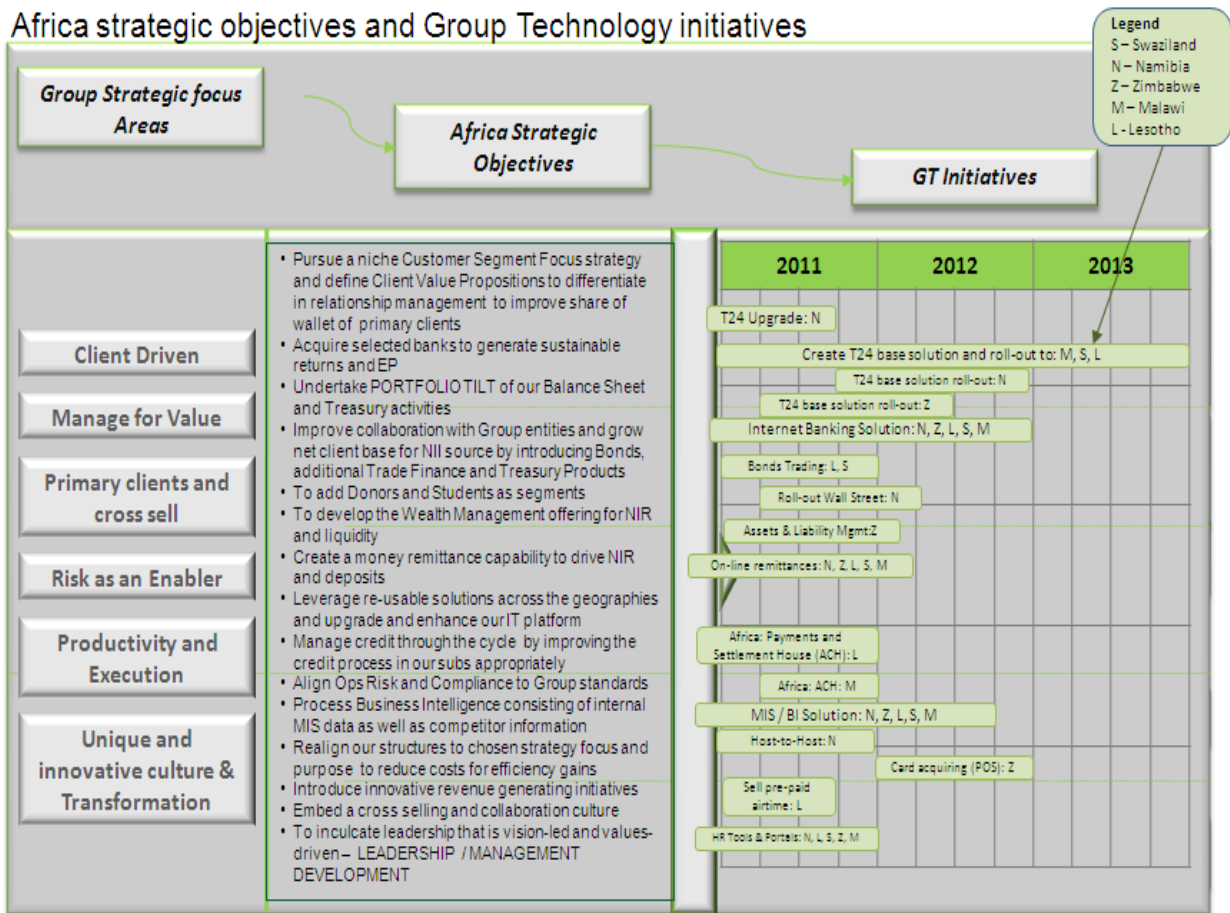 Africa strategic objectives and Group Technology initiatives
Legend
S – Swaziland
N – Namibia
Z – Zimbabwe
M – Malawi
L - Lesotho
Group Strategic focus
Areas
Africa Strategic
Objectives
GT Initiatives
Client Driven
Manage for Value
Primary clients and
cross sell
Risk as an Enabler
Productivity and
Execution
Unique and
innovative culture &
Transformation
• Pursue a niche Customer Segment Focus strategy
and define Client Value Propositions to differentiate
in relationship management to improve share of
wallet of primary clients
• Acquire selected banks to generate sustainable
returns and EP
• Undertake PORTFOLIO TILT of our Balance Sheet
and Treasury activities
• Improve collaboration with Group entities and grow
net client base for NII source by introducing Bonds,
additional Trade Finance and Treasury Products
• To add Donors and Students as segments
• To develop the Wealth Management offering for NIR
and liquidity
• Create a money remittance capability to drive NIR
and deposits
• Leverage re-usable solutions across the geographies
and upgrade and enhance our IT platform
• Manage credit through the cycle by improving the
credit process in our subs appropriately
• Align Ops Risk and Compliance to Group standards
• Process Business Intelligence consisting of internal
MIS data as well as competitor information
• Realign our structures to chosen strategy focus and
purpose to reduce costs for efficiency gains
• Introduce innovative revenue generating initiatives
• Embed a cross selling and collaboration culture
• To inculcate leadership that is vision-led and values-
driven – LEADERSHIP / MANAGEMENT
DEVELOPMENT
2011 2012 2013
T24 Upgrade: N
Create T24 base solution and roll-out to: M, S, L
T24 base solution roll-out: N
T24 base solution roll-out: Z
Internet Banking Solution: N, Z, L, S, M
Bonds Trading: L, S
Roll-out Wall Street: N
Assets & Liability Mgmt:Z
On-line remittances: N, Z, L, S, M
Africa: Payments and
Settlement House (ACH): L
Africa: ACH: M
MIS / BI Solution: N, Z, L, S, M
Host-to-Host: N
Card acquiring (POS): Z
Sell pre-paid
airtime: L
HR Tools & Portals: N, L, S, Z, M